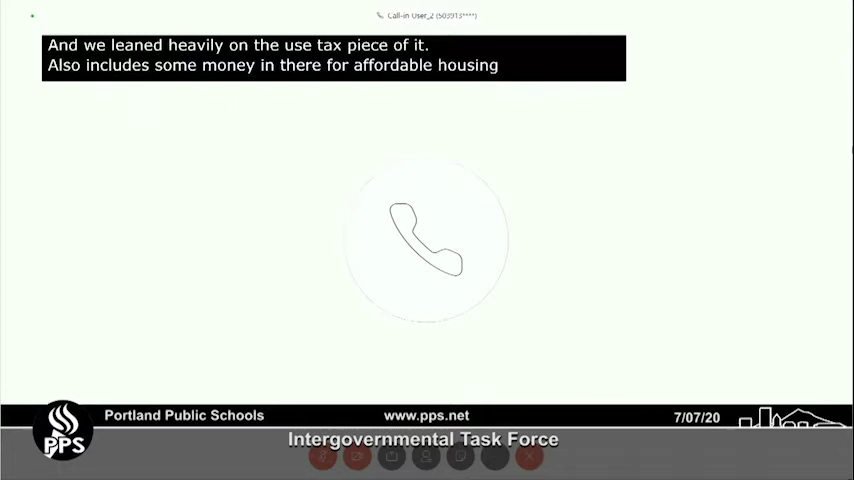 Call-in User_2 (503913****)
And we leaned heavily on the use tax piece of it.
Also includes some money in there for affordable housing
Portland Public Schools
www.pps.net
7/07/20
PPS
Intergovernmental Task Force